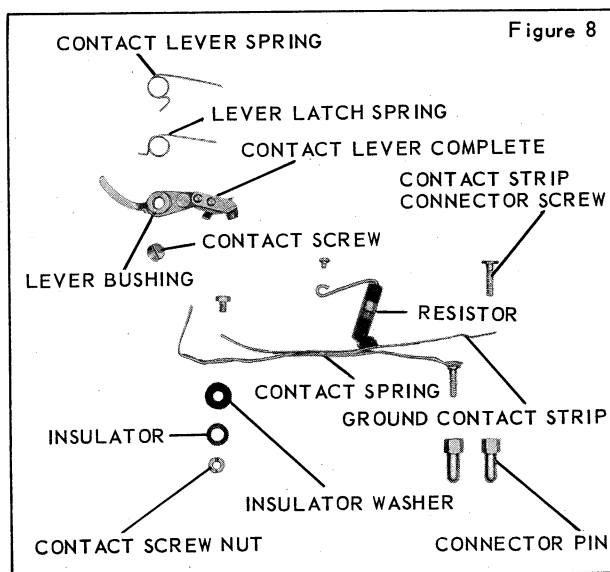 Figure 8
CONTACT LEVER SPRING
LEVER LATCH SPRING
CONTACT LEVER COMPLETE
CONTACT STRIP
CONNECTOR SCREW
CONTACT SCREW
LEVER BUSHING
RESISTOR
CONTACT SPRING
GROUND CONTACT STRIP
INSULATOR
INSULATOR WASHER
CONTACT SCREW NUT
CONNECTOR PIN